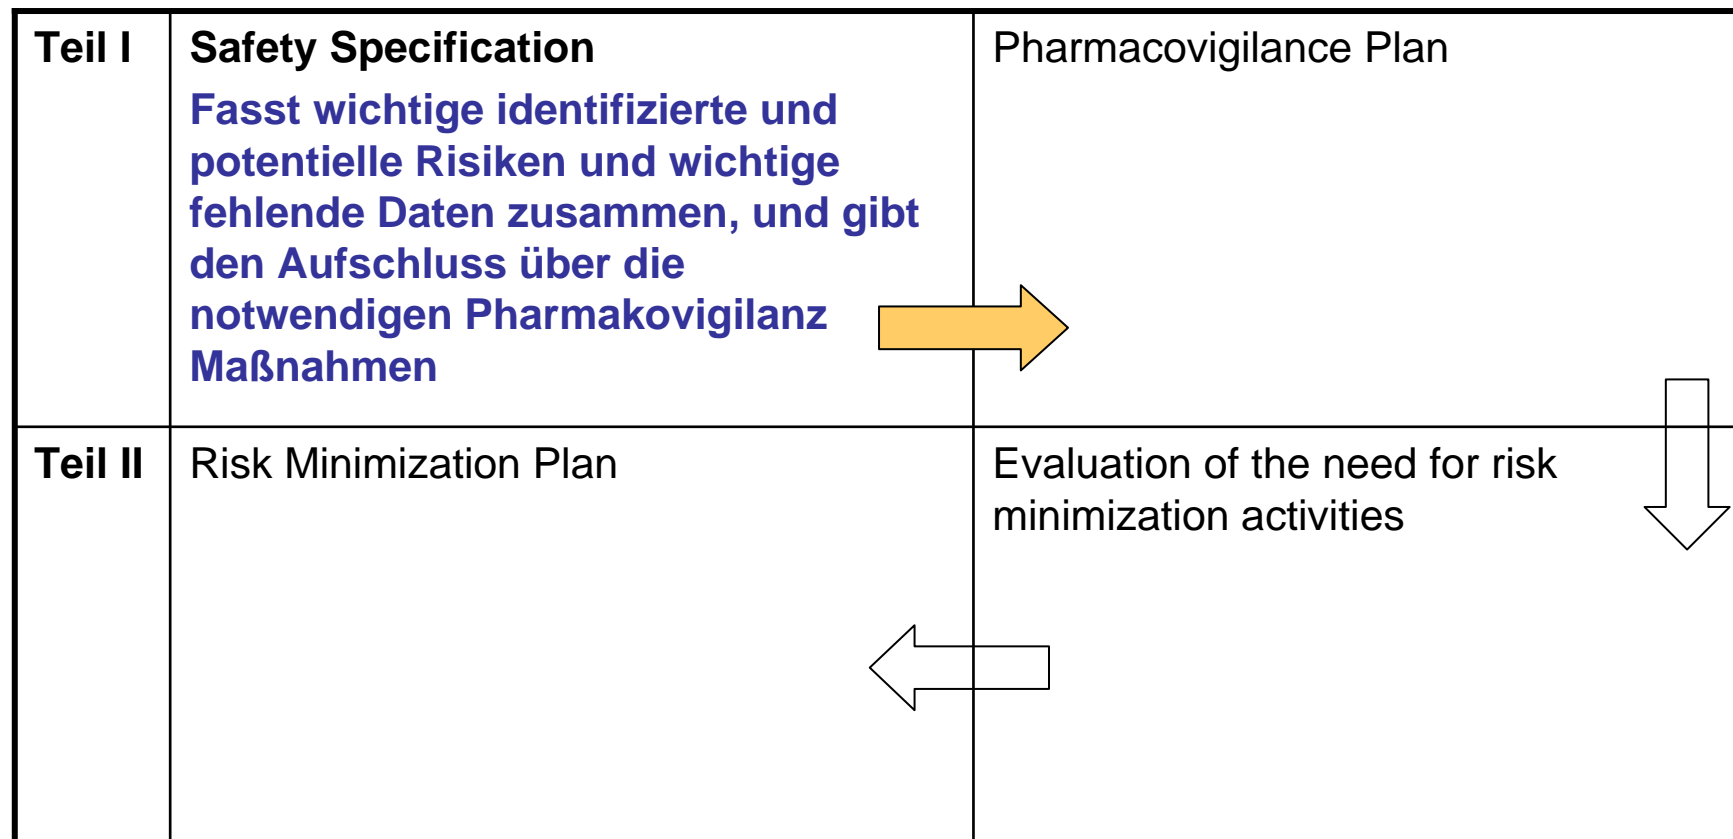 Teil I
Safety Specification
Fasst wichtige identifizierte und
potentielle Risiken und wichtige
fehlende Daten zusammen, und gibt
den Aufschluss über die
notwendigen Pharmakovigilanz
Maßnahmen
Pharmacovigilance Plan
Teil II
Risk Minimization Plan
Evaluation of the need for risk
minimization activities